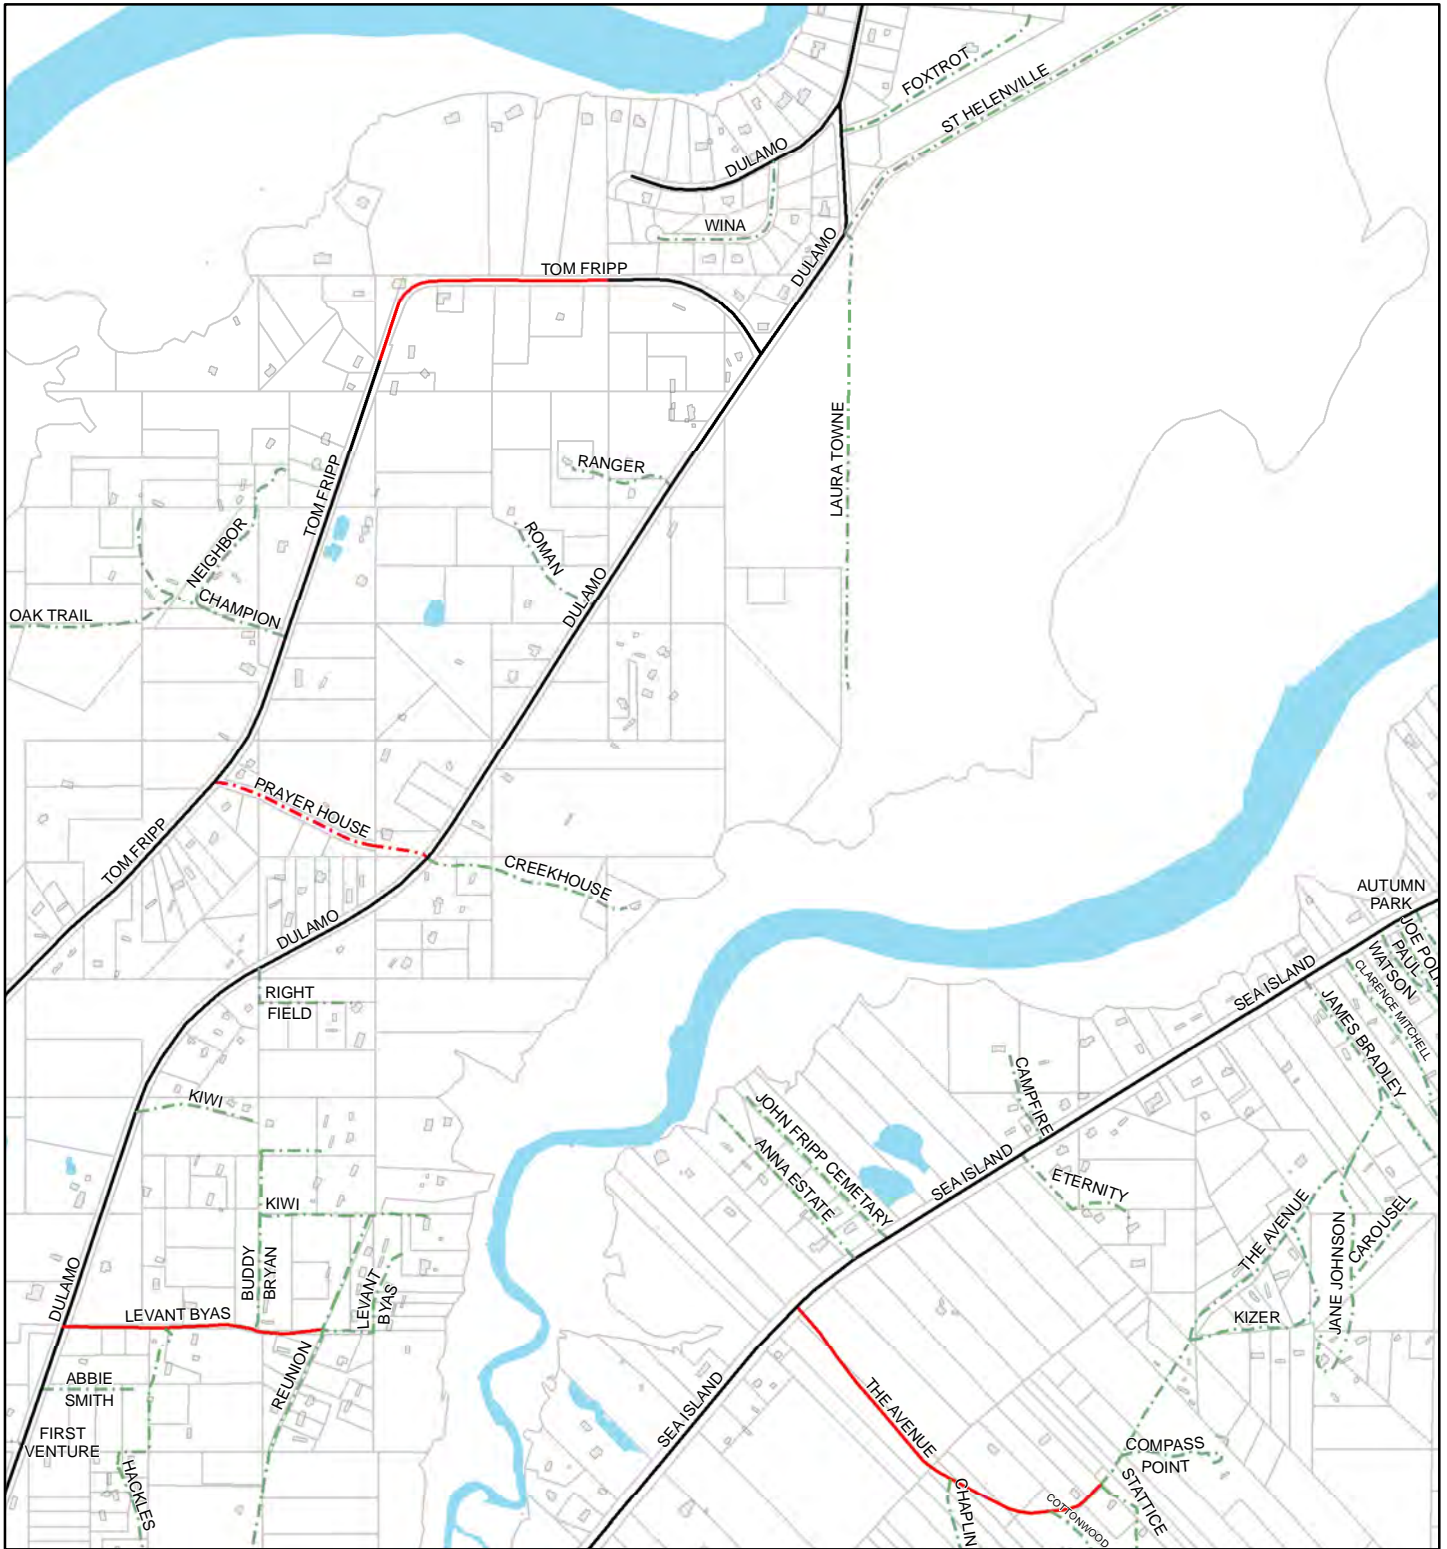 FOXTROT
ST HELENVILLE
DULAMO
WINA
DULAMO
TOM FRIPP
LAURA TOWNE
RANGER
TOM FRIPP
ROMAN
NEIGHBOR
DULAMO
CHAMPION
OAK TRAIL
PRAYER HOUSE
TOM FRIPP
CREEKHOUSE
DULAMO
AUTUMN
PARK
JOE POLK
PAUL
WATSON
CLARENCE MITCHELL
SEA ISLAND
JAMES BRADLEY
RIGHT
FIELD
KIWI
CAMPFIRE
JOHN FRIPP CEMETARY
ANNA ESTATE
SEA ISLAND
ETERNITY
KIWI
THE AVENUE
CAROUSEL
JANE JOHNSON
BUDDY
BRYAN
LEVANT
BYAS
DULAMO
LEVANT BYAS
KIZER
REUNION
ABBIE
SMITH
SEA ISLAND
THE AVENUE
FIRST
VENTURE
HACKLES
COMPASS
POINT
STATTICE
CHAPLIN
COTTONWOOD